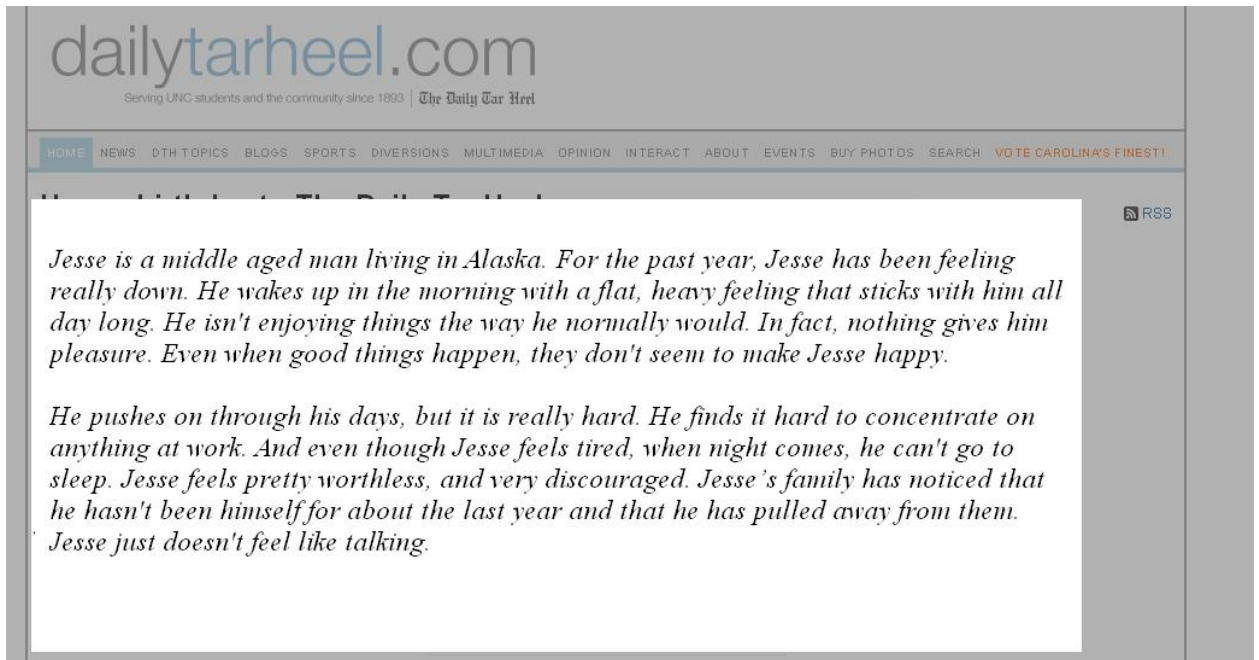 dailytarheel.com
Serving UNC students and the community since 1893 | The Daily Tar Heel
HOME NEWS DTH TOPICS BLOGS SPORTS DIVERSIONS MULTIMEDIA OPINION INTERACT ABOUT EVENTS BUY PHOTOS SEARCH VOTE CAROLINA'S FINEST!
RSS
Jesse is a middle aged man living in Alaska. For the past year, Jesse has been feeling
really down. He wakes up in the morning with a flat, heavy feeling that sticks with him all
day long. He isn't enjoying things the way he normally would. In fact, nothing gives him
pleasure. Even when good things happen, they don't seem to make Jesse happy.
He pushes on through his days, but it is really hard. He finds it hard to concentrate on
anything at work. And even though Jesse feels tired, when night comes, he can't go to
sleep. Jesse feels pretty worthless, and very discouraged. Jesse’s family has noticed that
he hasn't been himself for about the last year and that he has pulled away from them.
Jesse just doesn't feel like talking.